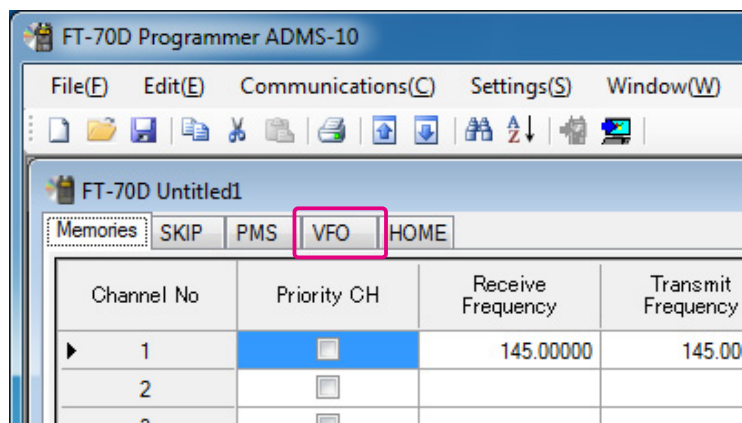 FT-70D Programmer ADMS-10
File(F) Edit(E) Communications(C) Settings(S) Window(W)
FT-70D Untitled1
Memories SKIP PMS VFO HOME
Channel No Priority CH Receive Frequency Transmit Frequency
1 145.00000 145.00
2